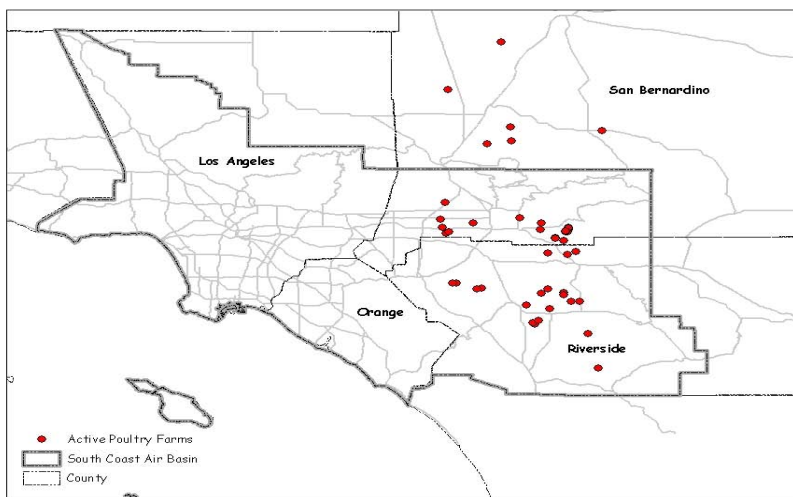 San Bernardino
Los Angeles
Orange
Riverside
Active Poultry Farms
South Coast Air Basin
County